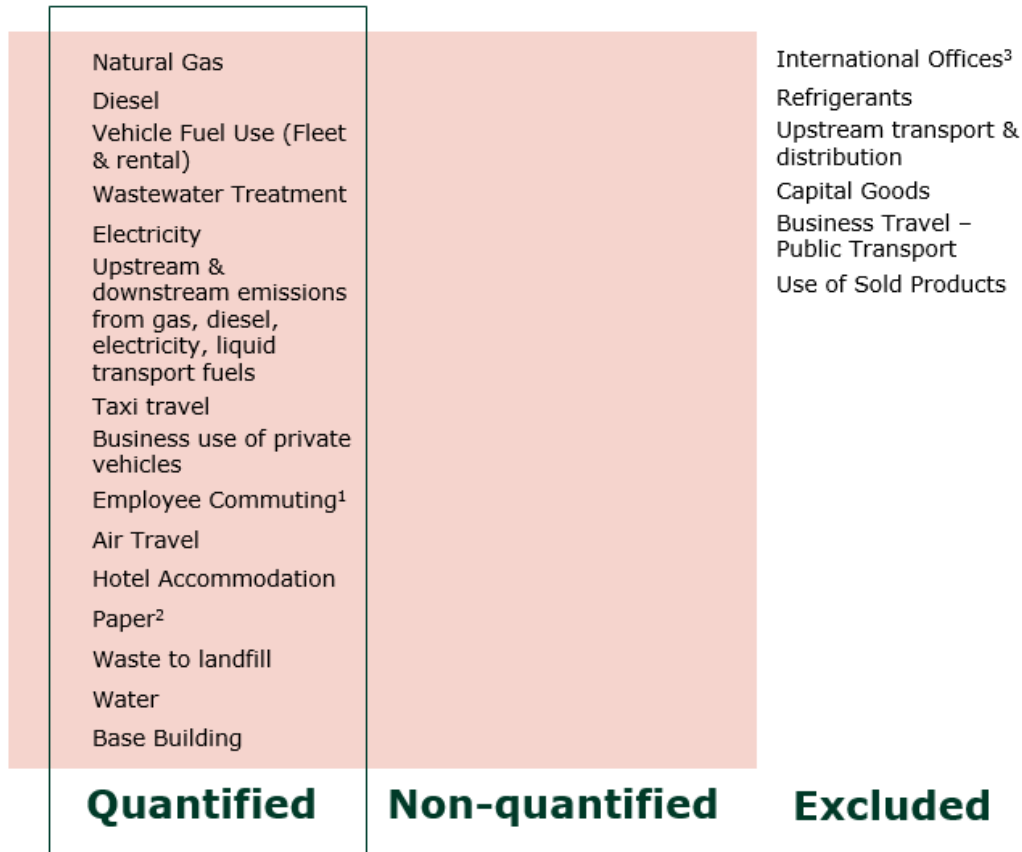 Natural Gas
Diesel
Vehicle Fuel Use (Fleet
& rental)
Wastewater Treatment
Electricity
Upstream &
downstream emissions
from gas, diesel,
electricity, liquid
transport fuels
Taxi travel
Business use of private
vehicles
Employee Commuting¹
Air Travel
Hotel Accommodation
Paper²
Waste to landfill
Water
Base Building
Quantified
Non-quantified
International Offices³
Refrigerants
Upstream transport &
distribution
Capital Goods
Business Travel –
Public Transport
Use of Sold Products
Excluded